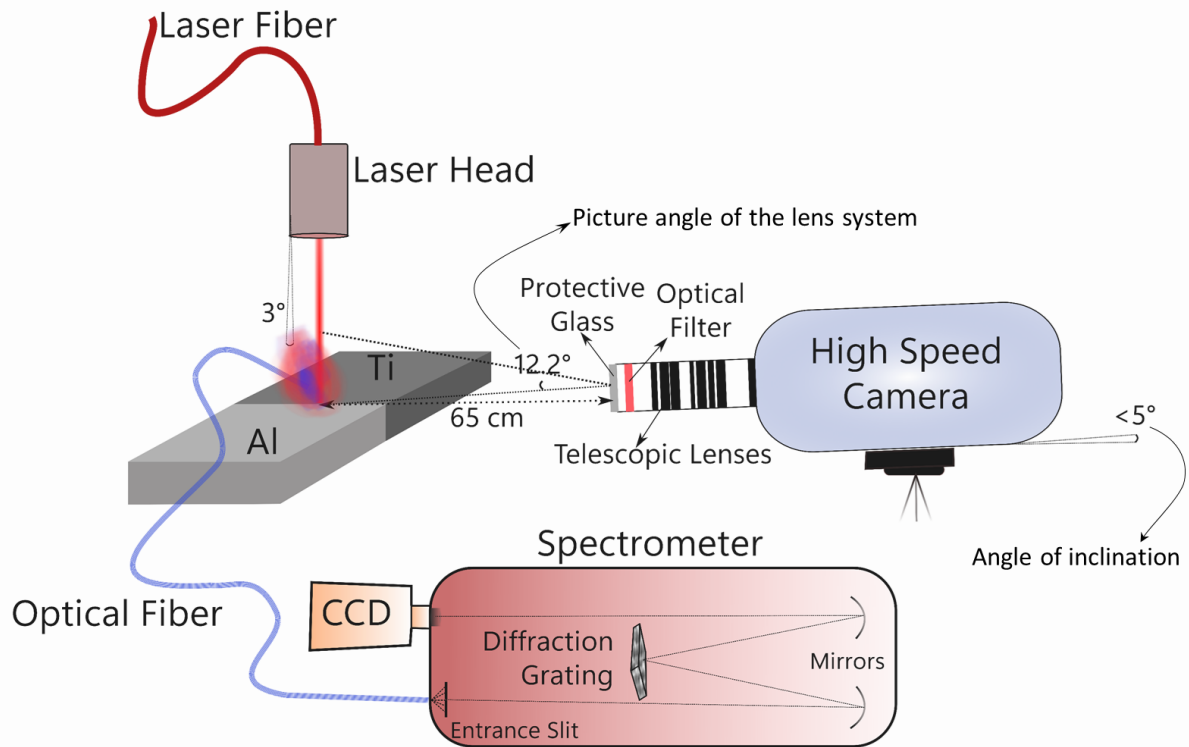 Laser Fiber
Laser Head
Picture angle of the lens system
Protective
Glass
Optical
Filter
3°
12.2°
High Speed
Camera
Ti
65 cm
<5°
Al
Telescopic Lenses
Spectrometer
Angle of inclination
Optical Fiber
CCD
Diffraction
Grating
Mirrors
Entrance Slit